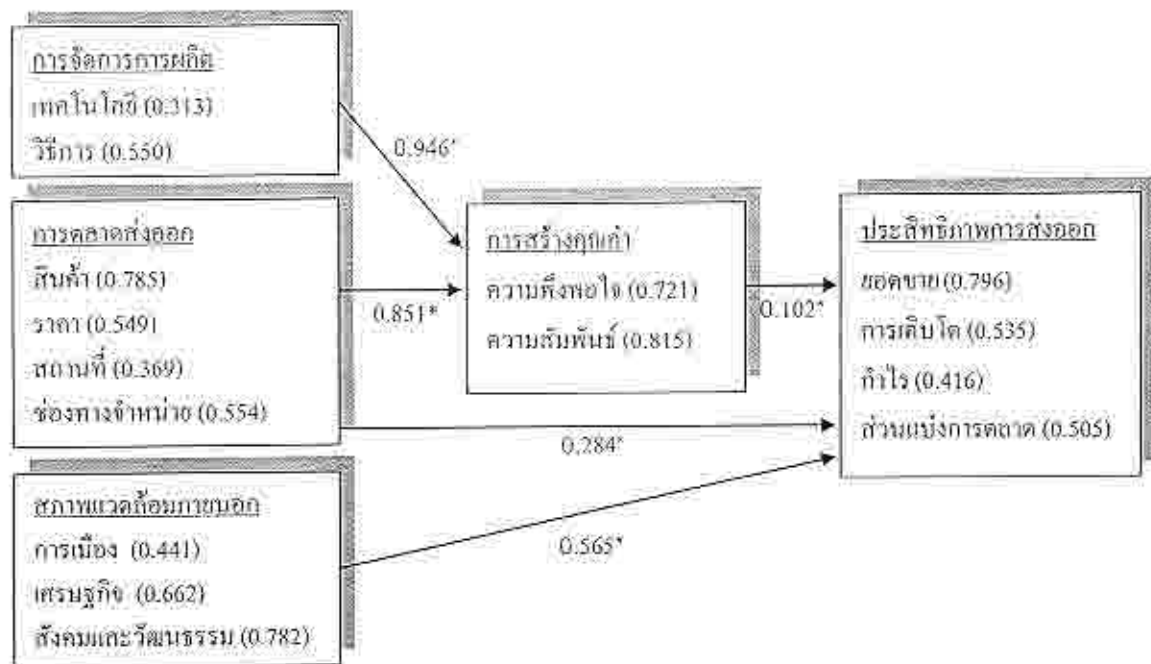 การจัดการการผลิต
เทคโนโลยี (0.313)
วิธีการ (0.550)
0.946*
การตลาดส่งออก
สินค้า (0.785)
ราคา (0.549)
สถานที่ (0.369)
ช่องทางจำหน่าย (0.554)
0.851*
การสร้างคุณค่า
ความพึงพอใจ (0.721)
ความสัมพันธ์ (0.815)
0.102*
ประสิทธิภาพการส่งออก
ยอดขาย (0.796)
การเติบโต (0.535)
กำไร (0.416)
ส่วนแบ่งการตลาด (0.505)
0.284*
สภาพแวดล้อมภายนอก
การเมือง (0.441)
เศรษฐกิจ (0.662)
สังคมและวัฒนธรรม (0.782)
0.565*